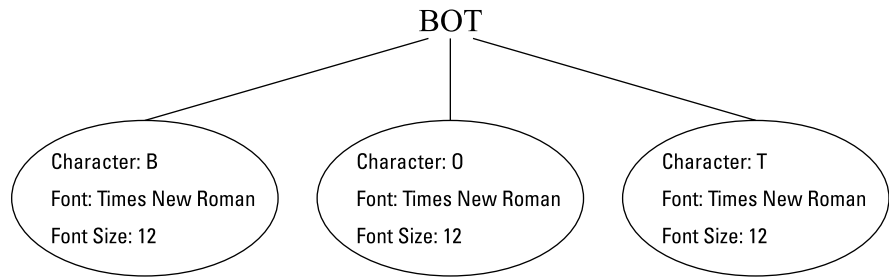 BOT
Character: B
Font: Times New Roman
Font Size: 12
Character: O
Font: Times New Roman
Font Size: 12
Character: T
Font: Times New Roman
Font Size: 12